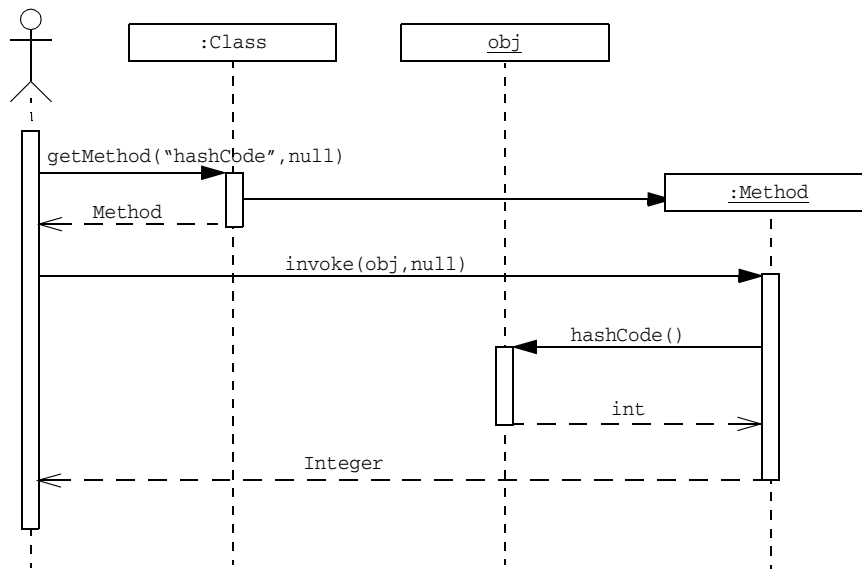 :Class
obj
getMethod(“hashCode”,null)
:Method
Method
invoke(obj,null)
hashCode()
int
Integer